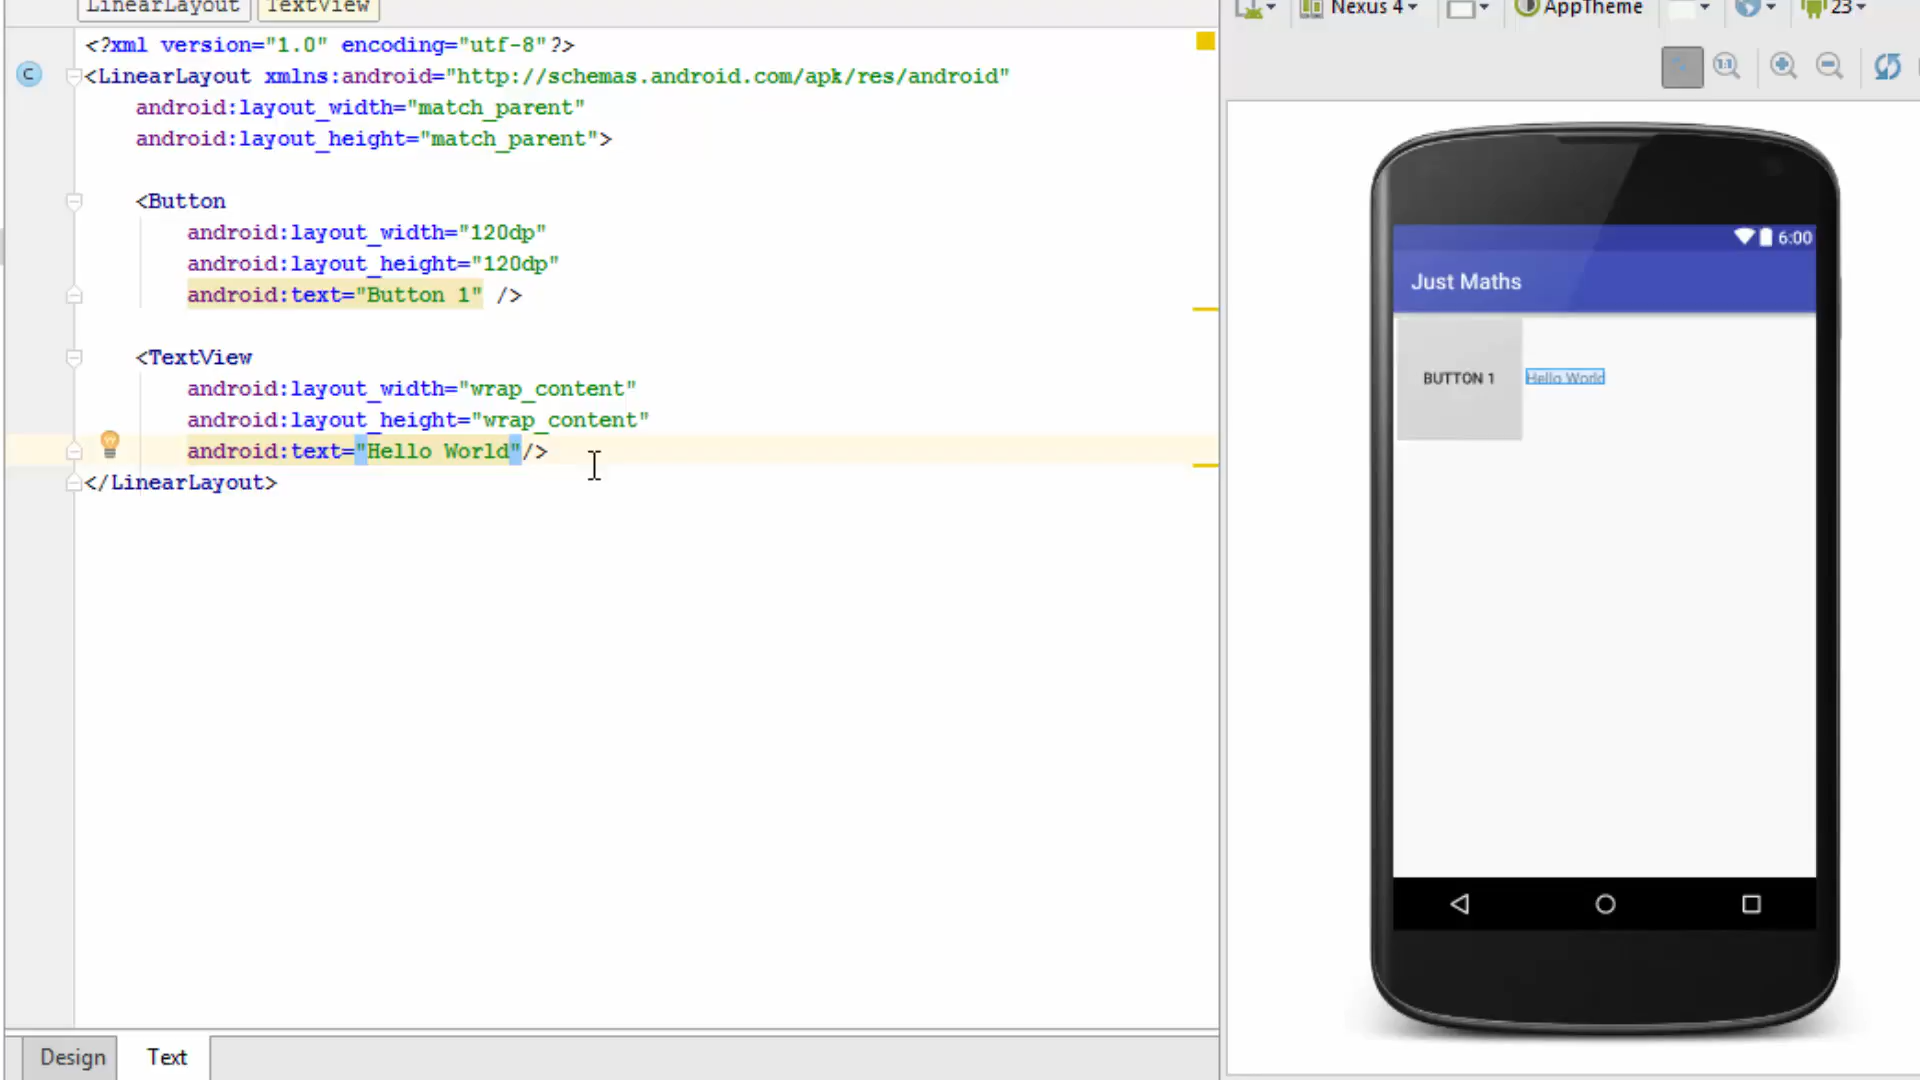 LinearLayout TextView
<?xml version="1.0" encoding="utf-8"?>
<LinearLayout xmlns:android="http://schemas.android.com/apk/res/android"
android:layout_width="match_parent"
android:layout_height="match_parent">
<Button
android:layout_width="120dp"
android:layout_height="120dp"
android:text="Button 1" />
<TextView
android:layout_width="wrap_content"
android:layout_height="wrap_content"
android:text="Hello World"/>
</LinearLayout>
Design Text
C
Nexus 4 AppTheme 23
1:1
6:00
Just Maths
BUTTON 1 Hello World